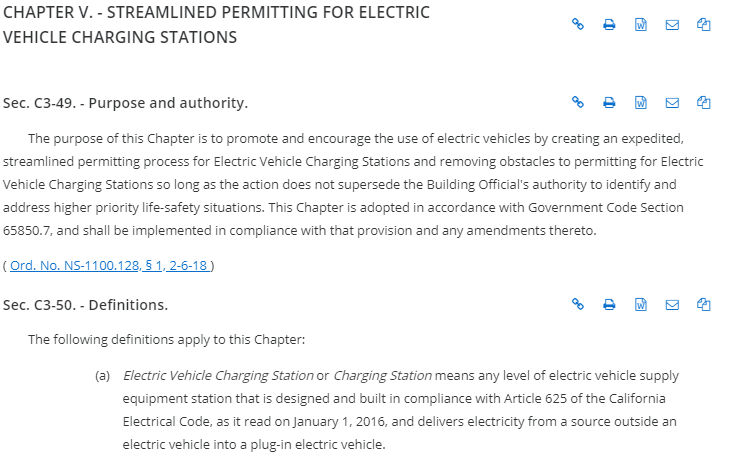 CHAPTER V. - STREAMLINED PERMITTING FOR ELECTRIC
VEHICLE CHARGING STATIONS
Sec. C3-49. - Purpose and authority.
The purpose of this Chapter is to promote and encourage the use of electric vehicles by creating an expedited,
streamlined permitting process for Electric Vehicle Charging Stations and removing obstacles to permitting for Electric
Vehicle Charging Stations so long as the action does not supersede the Building Official's authority to identify and
address higher priority life-safety situations. This Chapter is adopted in accordance with Government Code Section
65850.7, and shall be implemented in compliance with that provision and any amendments thereto.
( Ord. No. NS-1100.128, § 1, 2-6-18 )
Sec. C3-50. - Definitions.
The following definitions apply to this Chapter:
(a) Electric Vehicle Charging Station or Charging Station means any level of electric vehicle supply
equipment station that is designed and built in compliance with Article 625 of the California
Electrical Code, as it read on January 1, 2016, and delivers electricity from a source outside an
electric vehicle into a plug-in electric vehicle.